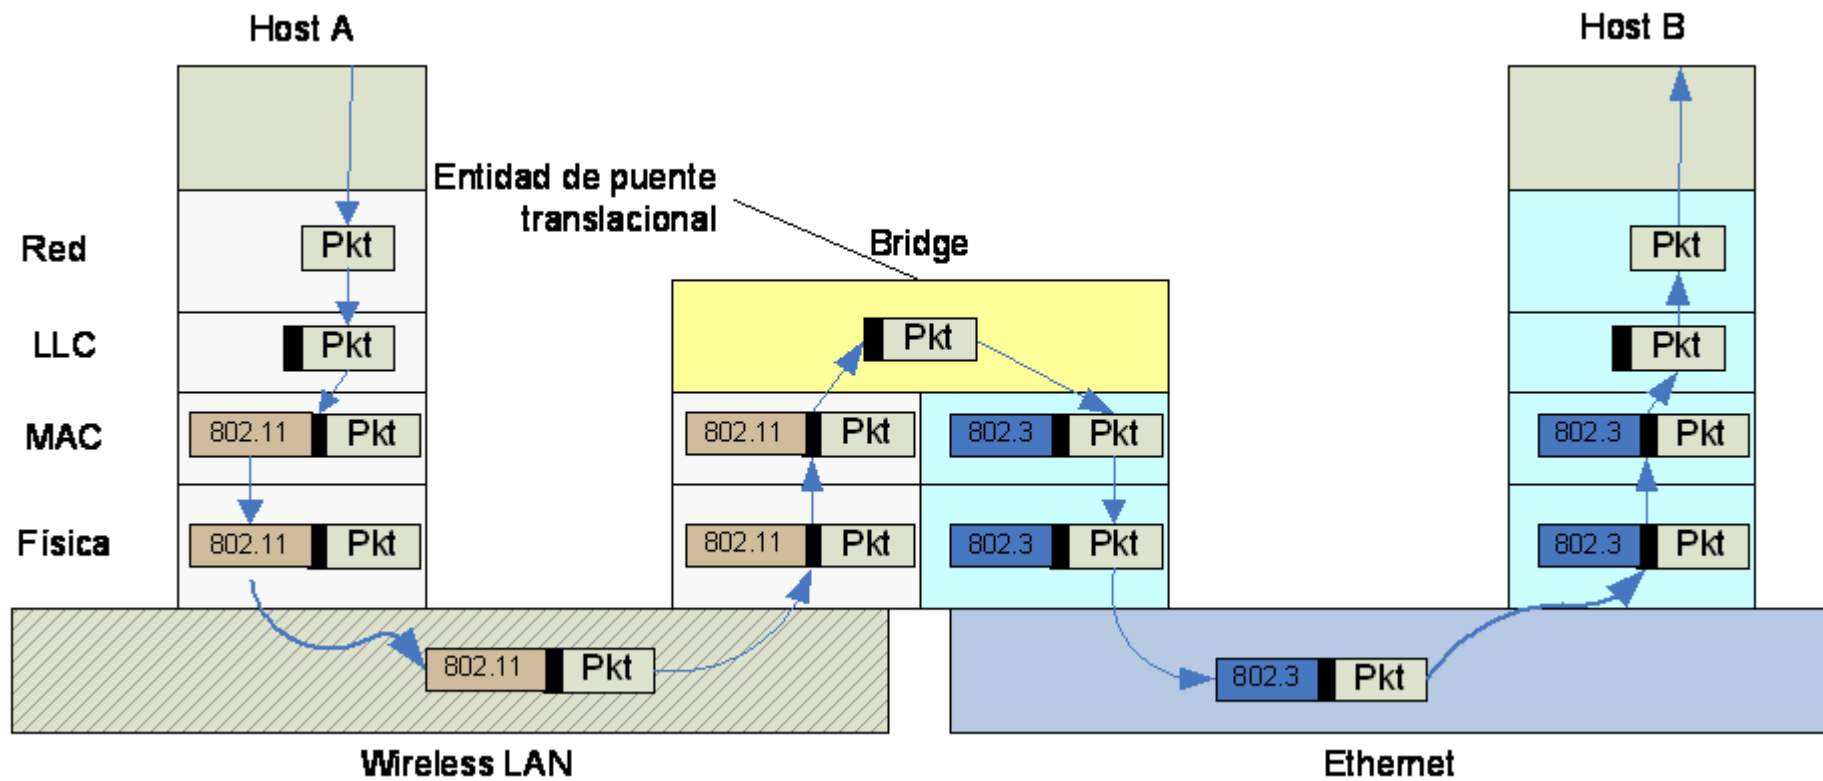 Host A
Host B
Entidad de puente
translacional
Bridge
Red
Pkt
Pkt
LLC
Pkt
Pkt
Pkt
MAC
802.11 Pkt
802.11 Pkt
802.3 Pkt
802.3 Pkt
Física
802.11 Pkt
802.11 Pkt
802.3 Pkt
802.3 Pkt
802.11 Pkt
802.3 Pkt
Wireless LAN
Ethernet